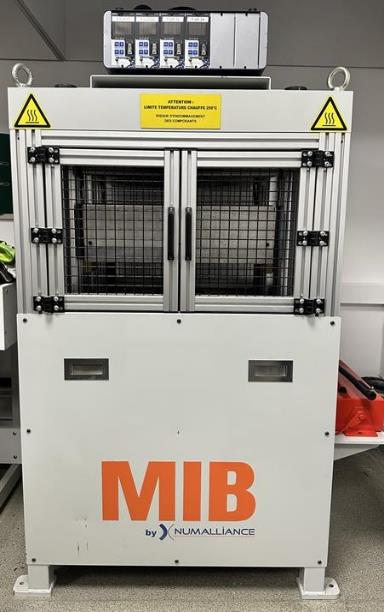 ATTENTION :
LIMITE TEMPERATURE CHAUFFE 250°C
RISQUE D'ENDOMMAGEMENT
DES COMPOSANTS
MIB
by NUMALLIANCE